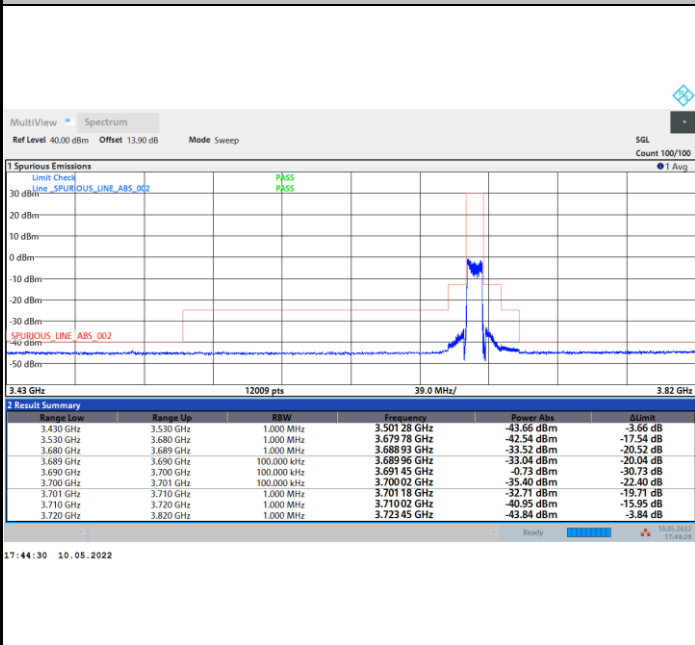 MultiView Spectrum
Ref Level 40.00 dBm Offset 13.90 dB Mode Sweep SGL
Count 100/100
1 Spurious Emissions 1 Avg
Limit Check PASS
Line _SPURIOUS_LINE_ABS_002 PASS
30 dBm
20 dBm
10 dBm
0 dBm
-10 dBm
-20 dBm
-30 dBm
SPURIOUS_LINE_ABS_002
-40 dBm
-50 dBm
3.43 GHz 12009 pts 39.0 MHz/ 3.82 GHz
2 Result Summary
Range Low Range Up RBW Frequency Power Abs ΔLimit
3.430 GHz 3.530 GHz 1.000 MHz 3.501 28 GHz -43.66 dBm -3.66 dB
3.530 GHz 3.680 GHz 1.000 MHz 3.679 78 GHz -42.54 dBm -17.54 dB
3.680 GHz 3.689 GHz 1.000 MHz 3.688 93 GHz -33.52 dBm -20.52 dB
3.689 GHz 3.690 GHz 100.000 kHz 3.689 96 GHz -33.04 dBm -20.04 dB
3.690 GHz 3.700 GHz 100.000 kHz 3.691 45 GHz -0.73 dBm -30.73 dB
3.700 GHz 3.701 GHz 100.000 kHz 3.700 02 GHz -35.40 dBm -22.40 dB
3.701 GHz 3.710 GHz 1.000 MHz 3.701 18 GHz -32.71 dBm -19.71 dB
3.710 GHz 3.720 GHz 1.000 MHz 3.710 02 GHz -40.95 dBm -15.95 dB
3.720 GHz 3.820 GHz 1.000 MHz 3.723 45 GHz -43.84 dBm -3.84 dB
Ready 10.05.2022
17:44:29
17:44:30 10.05.2022